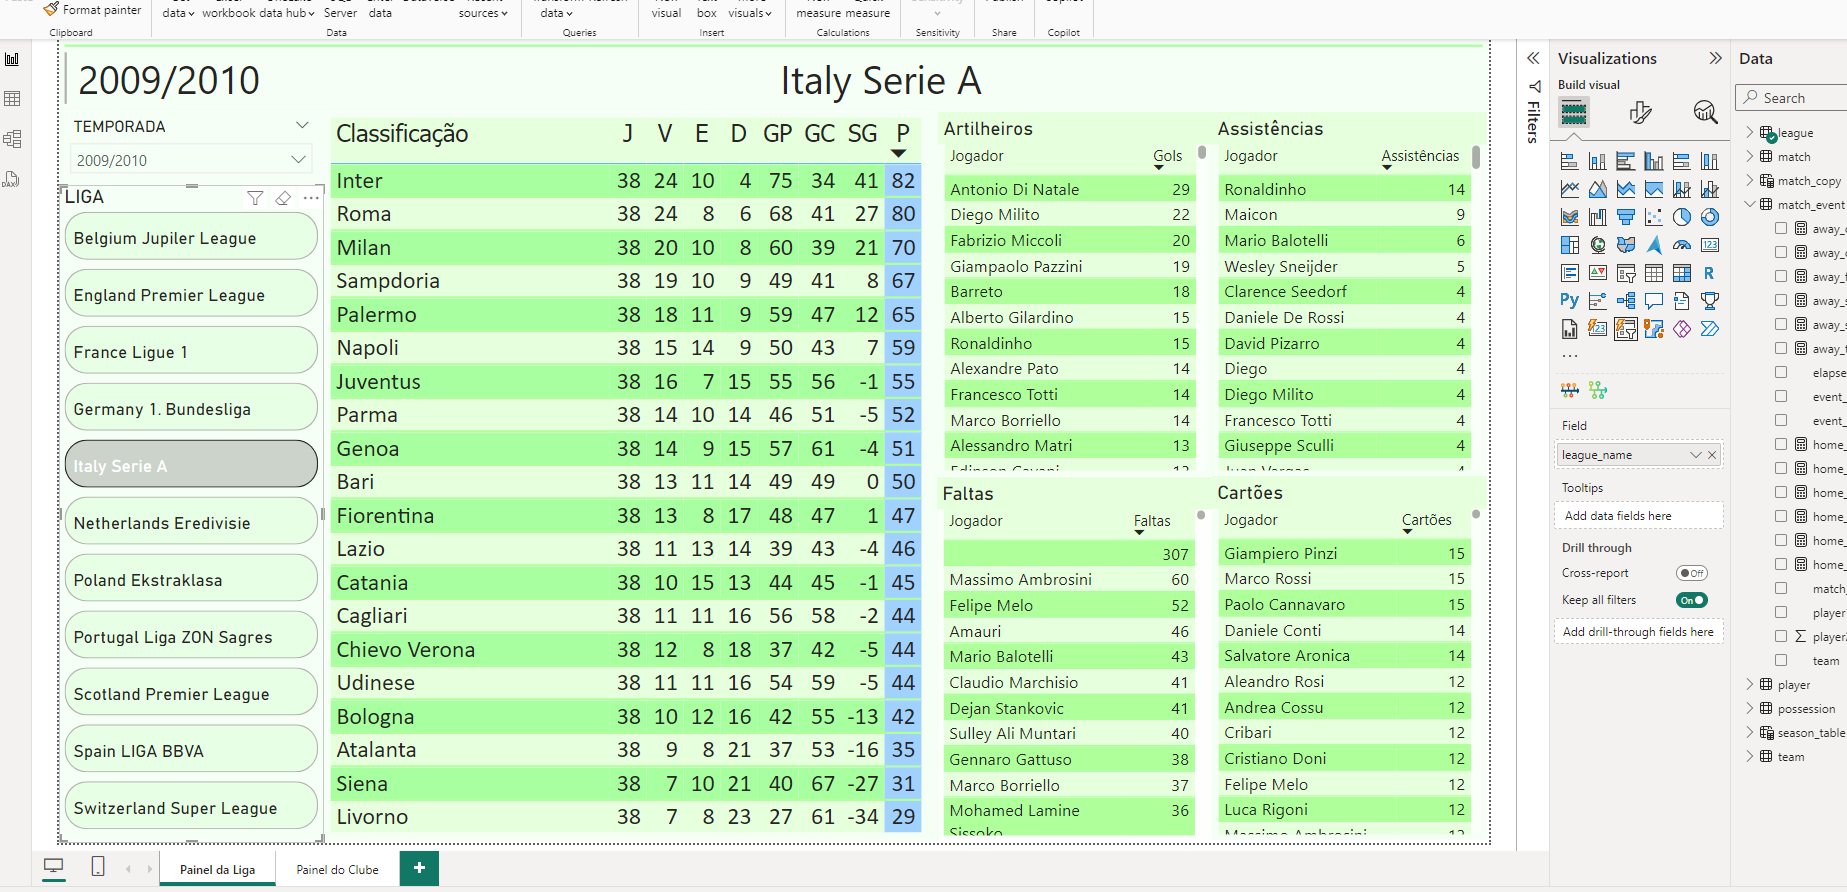 Format painter
data
workbook
data hub
Server
data
sources
data
visual
box
visuals
measure
measure
Clipboard
Data
Queries
Insert
Calculations
Sensitivity
Share
Copilot
2009/2010
Italy Serie A
TEMPORADA
2009/2010
LIGA
Belgium Jupiler League
England Premier League
France Ligue 1
Germany 1. Bundesliga
Italy Serie A
Netherlands Eredivisie
Poland Ekstraklasa
Portugal Liga ZON Sagres
Scotland Premier League
Spain LIGA BBVA
Switzerland Super League
Classificação J V E D GP GC SG P
Inter 38 24 10 4 75 34 41 82
Roma 38 24 8 6 68 41 27 80
Milan 38 20 10 8 60 39 21 70
Sampdoria 38 19 10 9 49 41 8 67
Palermo 38 18 11 9 59 47 12 65
Napoli 38 15 14 9 50 43 7 59
Juventus 38 16 7 15 55 56 -1 55
Parma 38 14 10 14 46 51 -5 52
Genoa 38 14 9 15 57 61 -4 51
Bari 38 13 11 14 49 49 0 50
Fiorentina 38 13 8 17 48 47 1 47
Lazio 38 11 13 14 39 43 -4 46
Catania 38 10 15 13 44 45 -1 45
Cagliari 38 11 11 16 56 58 -2 44
Chievo Verona 38 12 8 18 37 42 -5 44
Udinese 38 11 11 16 54 59 -5 44
Bologna 38 10 12 16 42 55 -13 42
Atalanta 38 9 8 21 37 53 -16 35
Siena 38 7 10 21 40 67 -27 31
Livorno 38 7 8 23 27 61 -34 29
Artilheiros
Jogador Gols
Antonio Di Natale 29
Diego Milito 22
Fabrizio Miccoli 20
Giampaolo Pazzini 19
Barreto 18
Alberto Gilardino 15
Ronaldinho 15
Alexandre Pato 14
Francesco Totti 14
Marco Borriello 14
Alessandro Matri 13
Assistências
Jogador Assistências
Ronaldinho 14
Maicon 9
Mario Balotelli 6
Wesley Sneijder 5
Clarence Seedorf 4
Daniele De Rossi 4
David Pizarro 4
Diego 4
Diego Milito 4
Francesco Totti 4
Giuseppe Sculli 4
Faltas
Jogador Faltas
307
Massimo Ambrosini 60
Felipe Melo 52
Amauri 46
Mario Balotelli 43
Claudio Marchisio 41
Dejan Stankovic 41
Sulley Ali Muntari 40
Gennaro Gattuso 38
Marco Borriello 37
Mohamed Lamine 36
Sissoko
Cartões
Jogador Cartões
Giampiero Pinzi 15
Marco Rossi 15
Paolo Cannavaro 15
Daniele Conti 14
Salvatore Aronica 14
Aleandro Rosi 12
Andrea Cossu 12
Cribari 12
Cristiano Doni 12
Felipe Melo 12
Luca Rigoni 12
Painel da Liga
Painel do Clube
Filters
Visualizations
Build visual
Field
league_name
Tooltips
Add data fields here
Drill through
Cross-report Off
Keep all filters On
Add drill-through fields here
Data
Search
league
match
match_copy
match_event
away_
away_
away_
away_
away_
away_
elapse
event_
event_
home_
home_
home_
home_
home_
home_
match_
player
player
team
player
possession
season_table
team